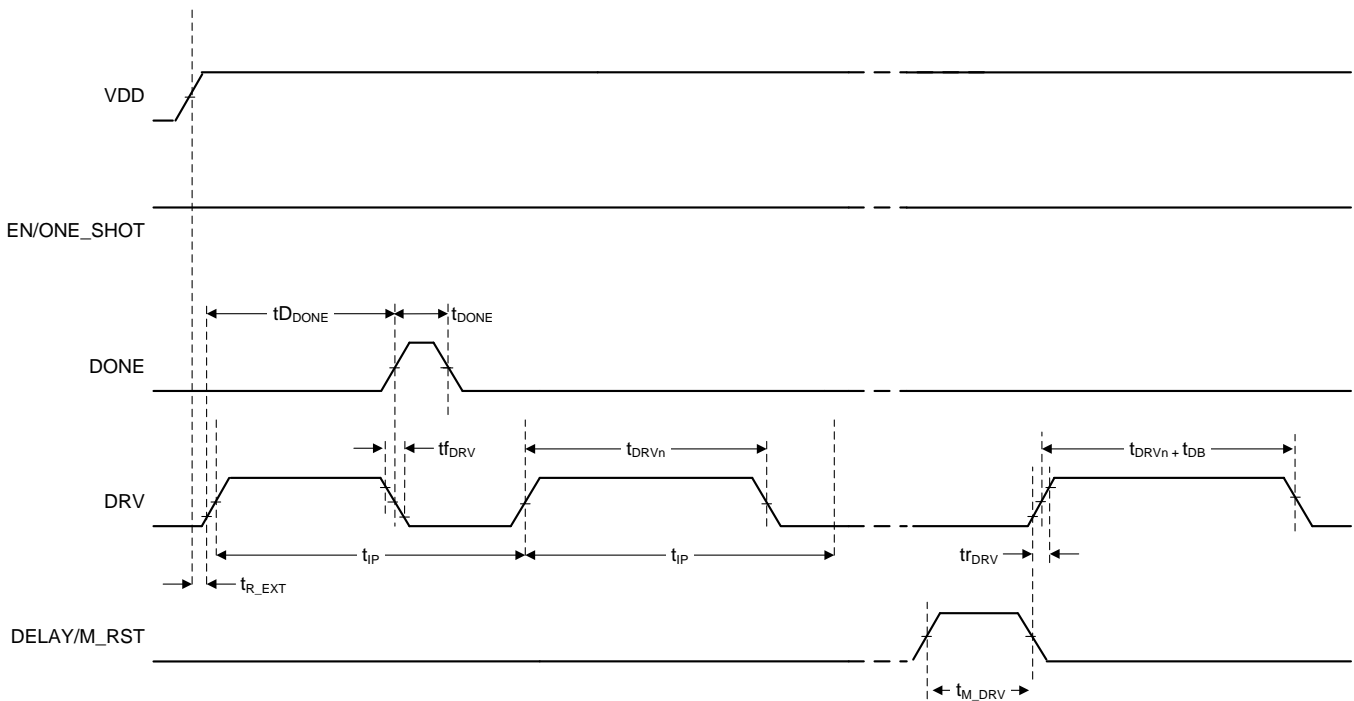 VDD
EN/ONE_SHOT
tD_DONE t_DONE
DONE
tf_DRV t_DRVn t_DRVn + t_DB
DRV
t_IP t_IP tr_DRV
t_R_EXT
DELAY/M_RST
t_M_DRV